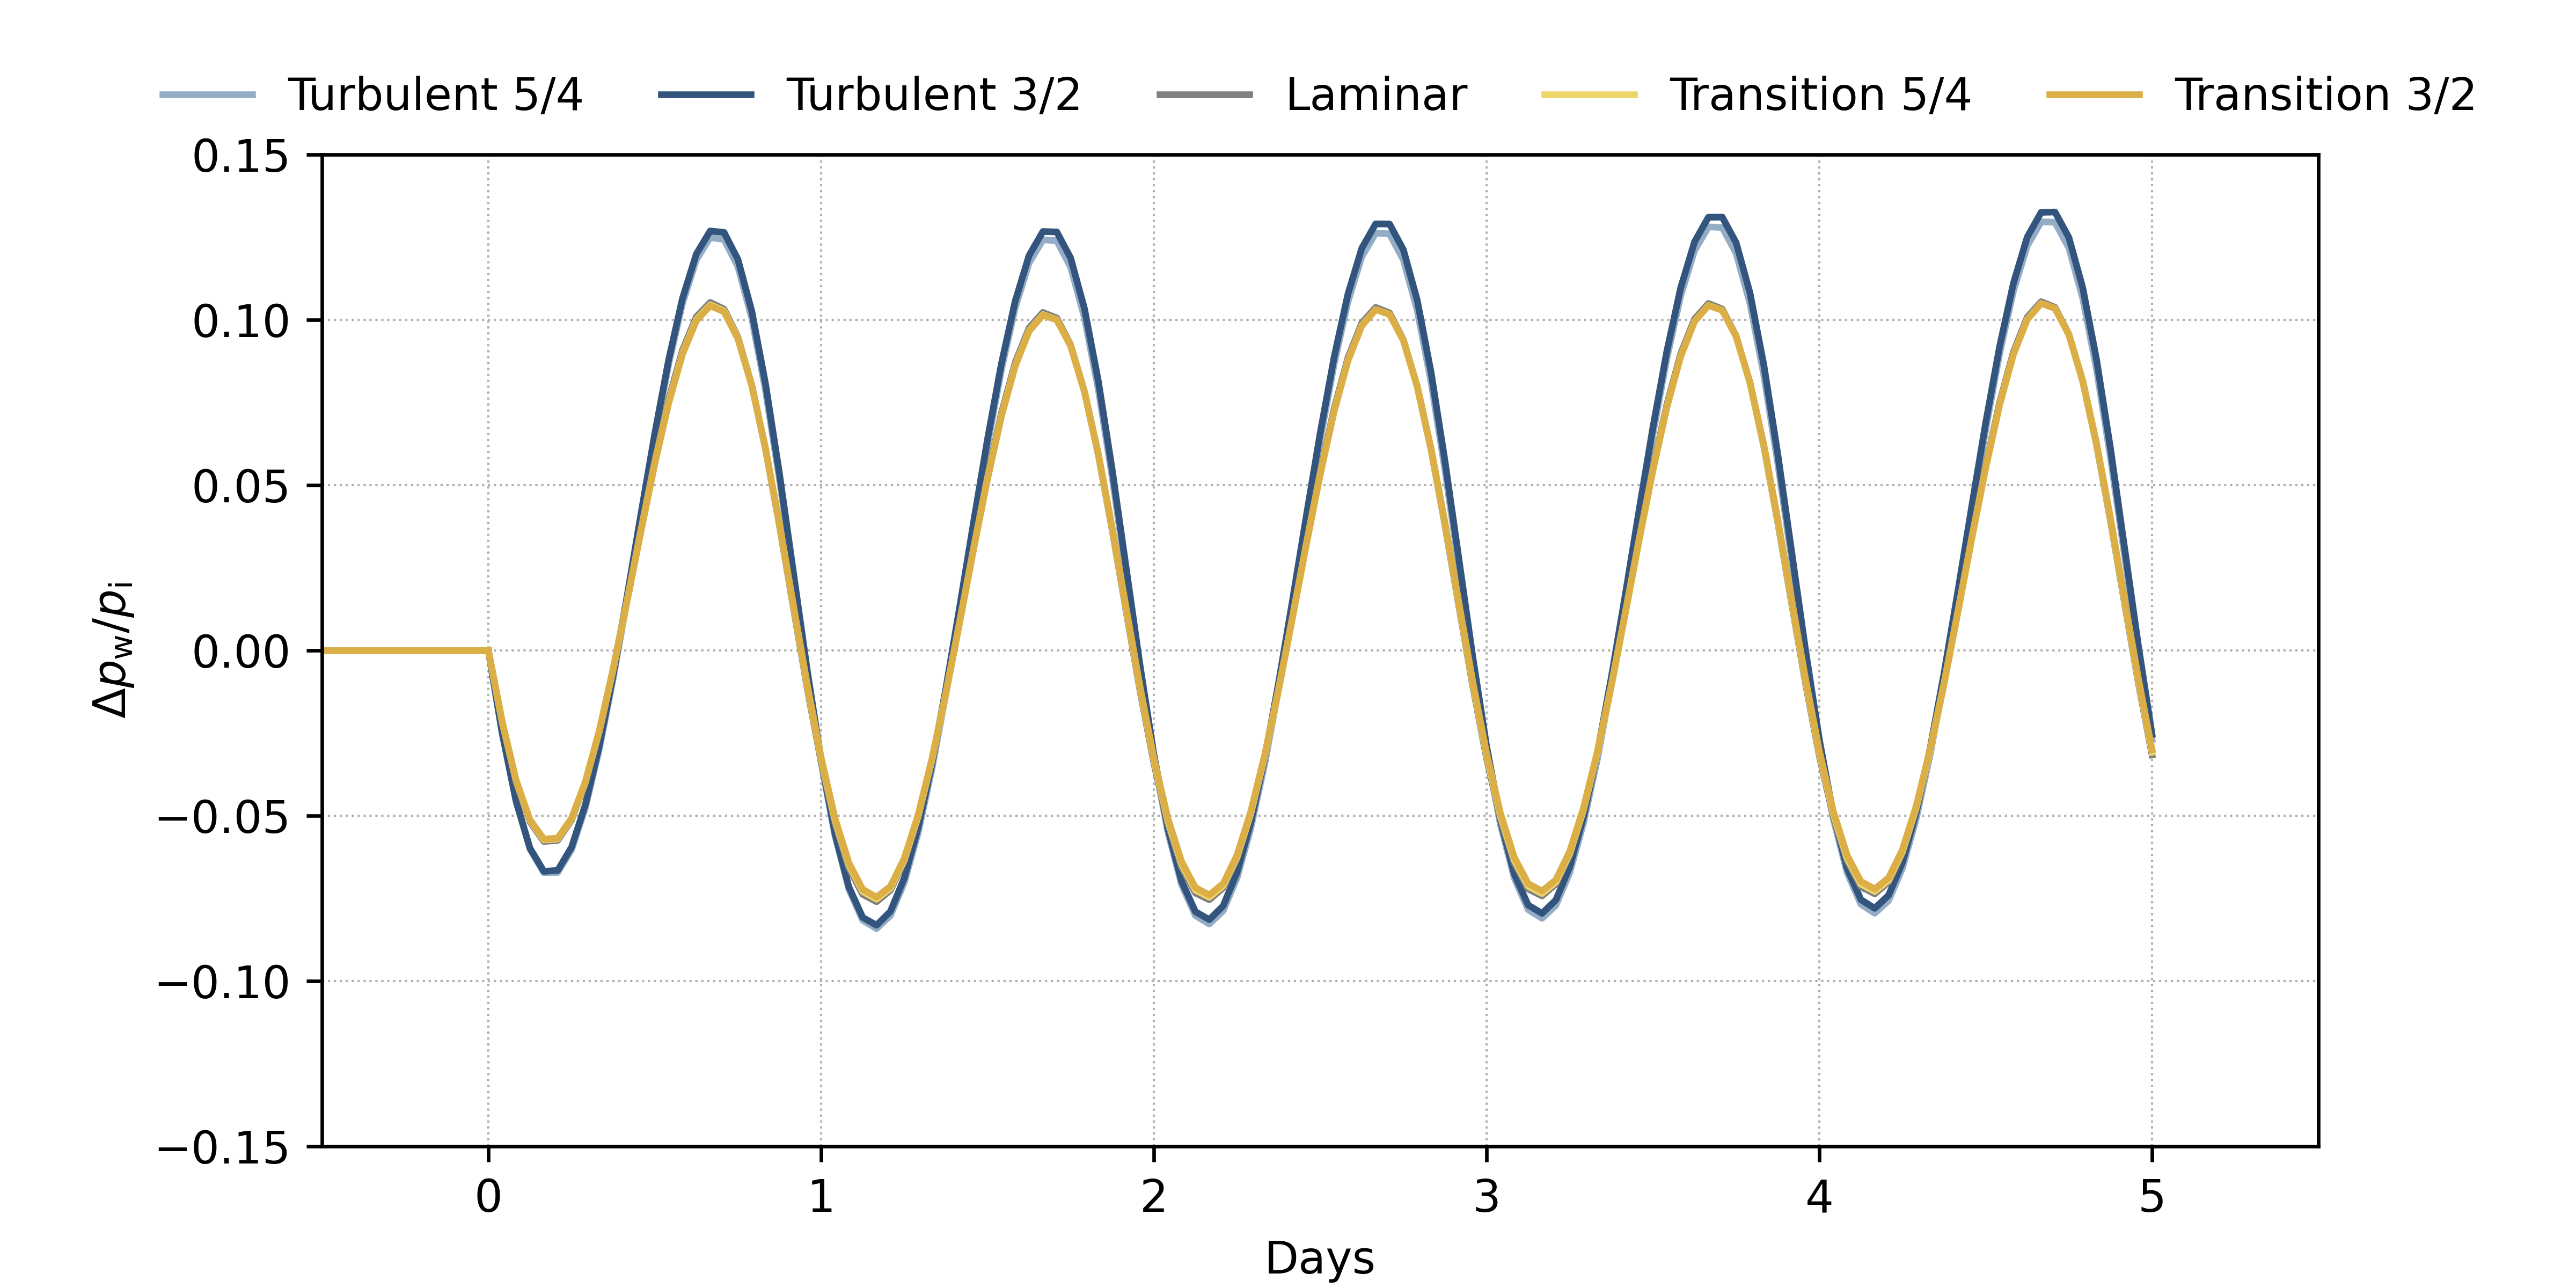 Turbulent 5/4 Turbulent 3/2 Laminar Transition 5/4 Transition 3/2
0.15
0.10
0.05
0.00
−0.05
−0.10
−0.15
Δpw/pi
0 1 2 3 4 5
Days